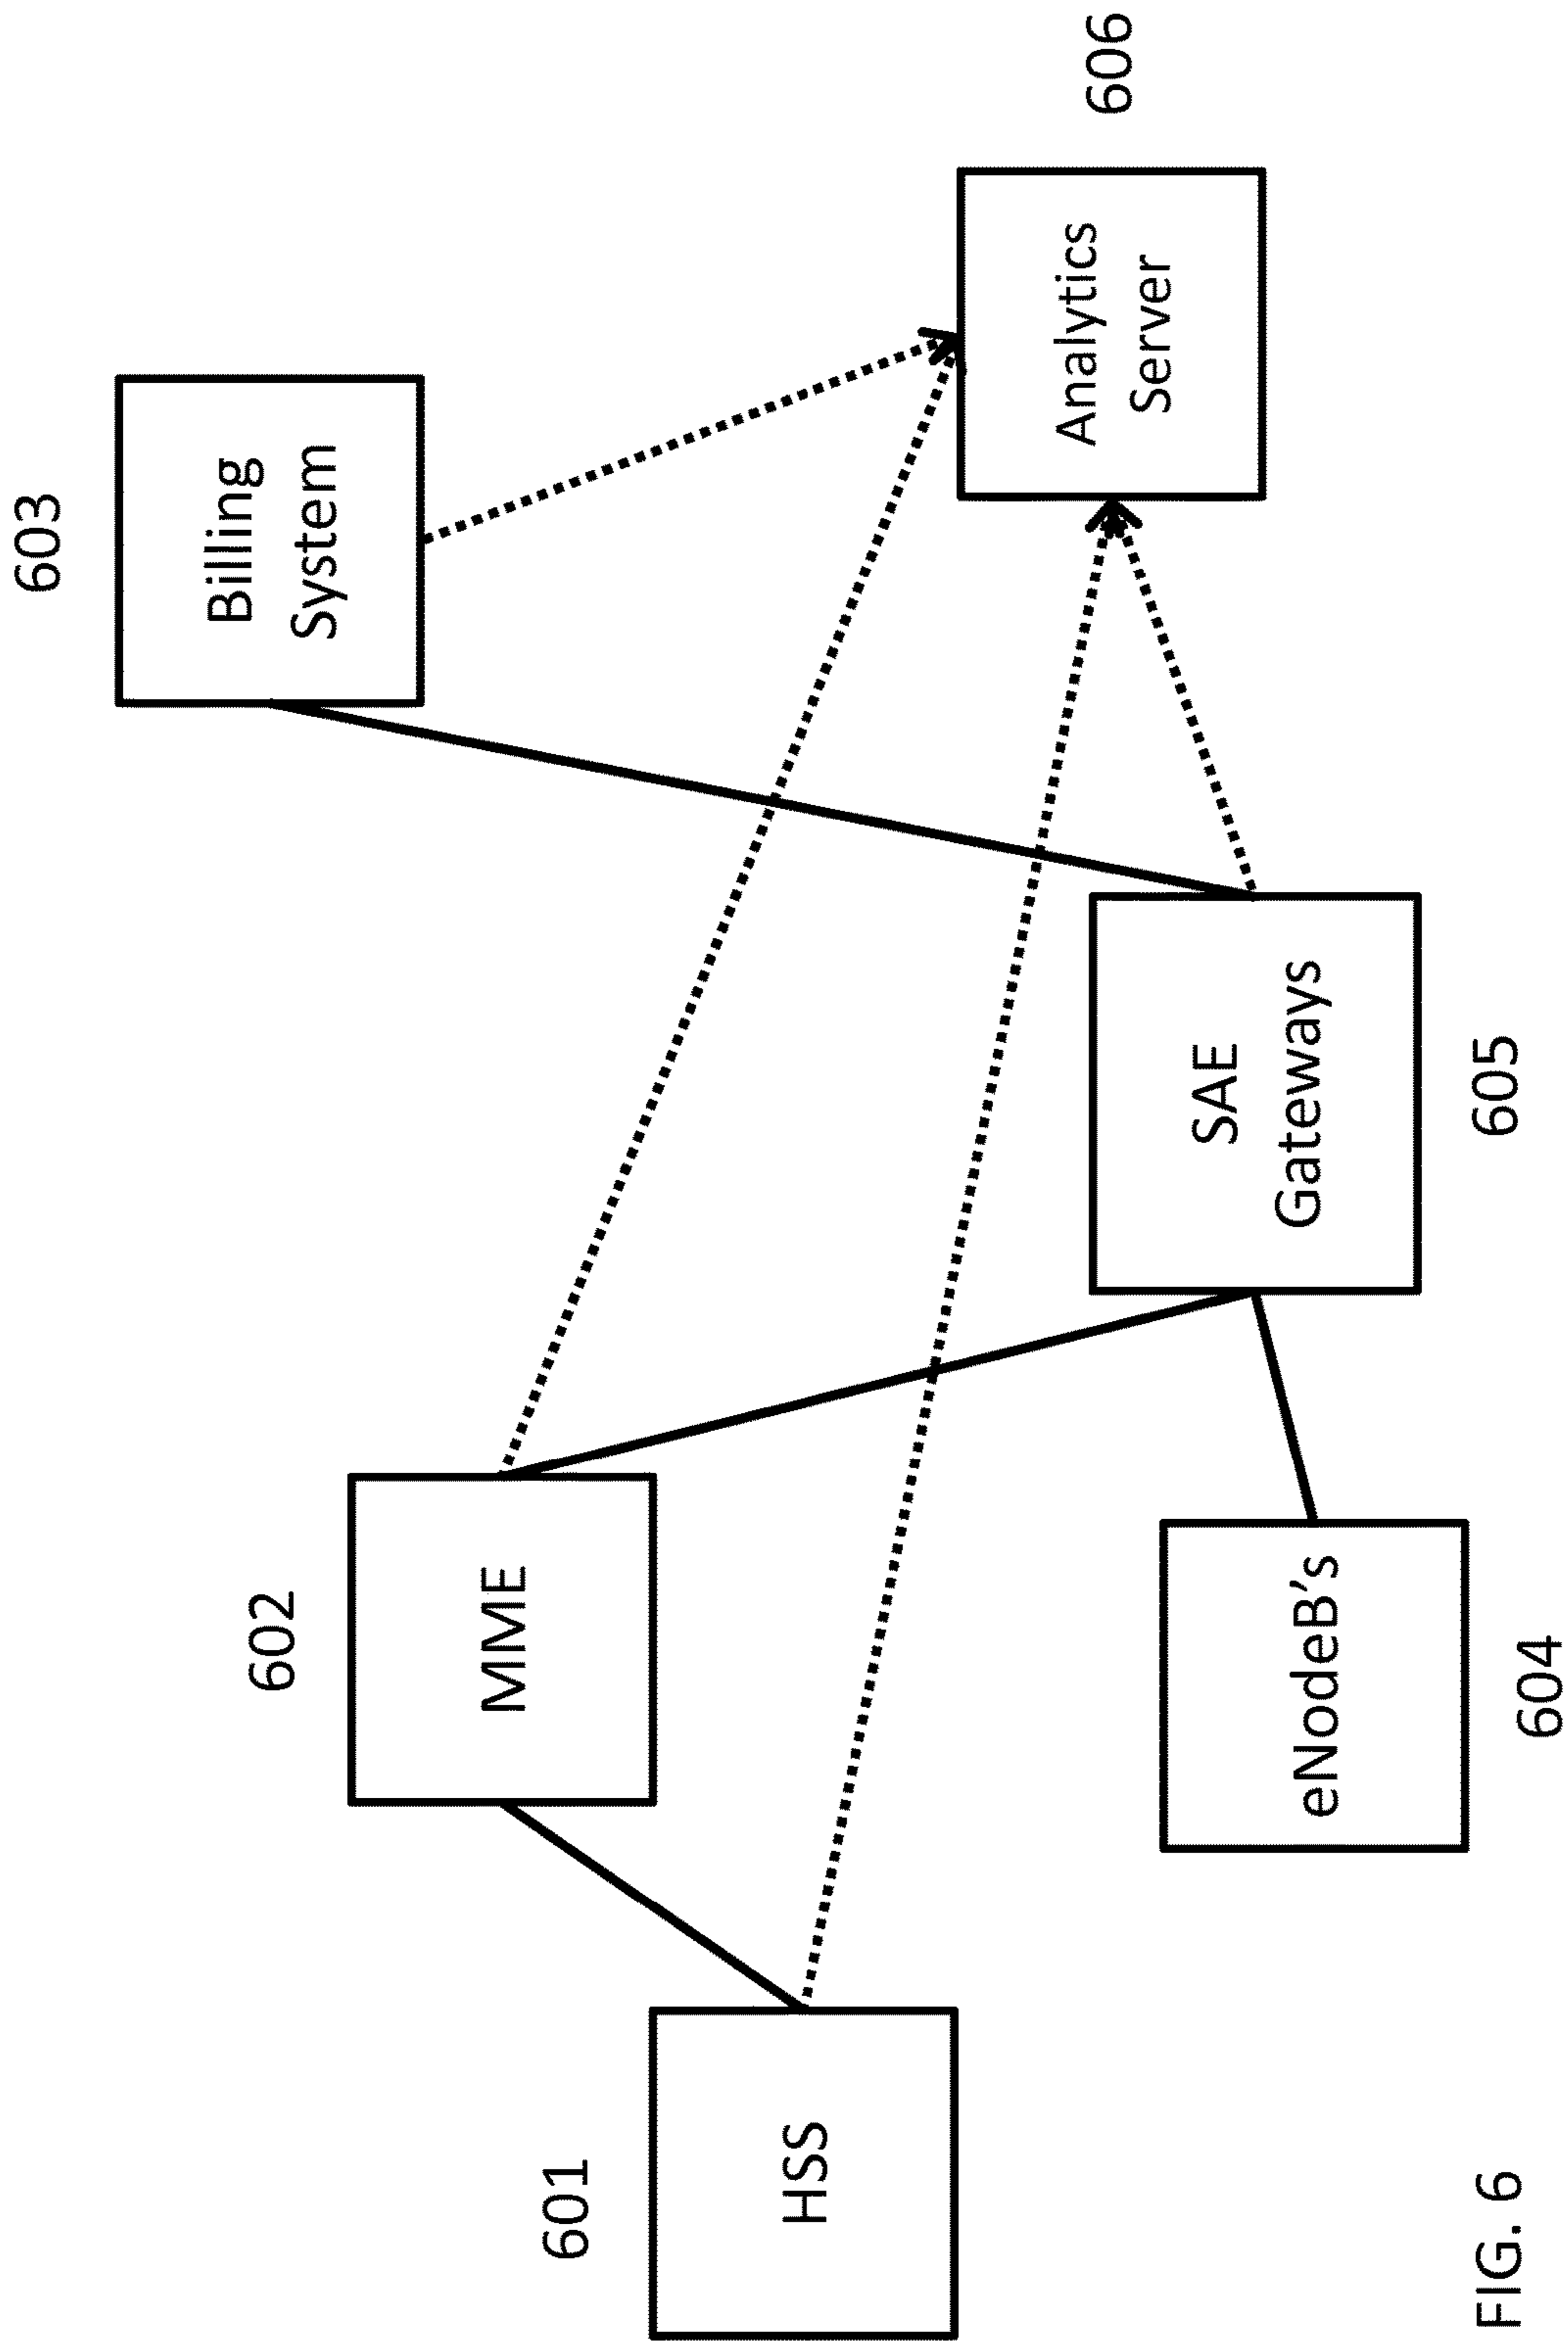 603
Billing
System
602
MME
601
HSS
606
Analytics
Server
SAE
Gateways
605
eNodeB's
604
FIG. 6